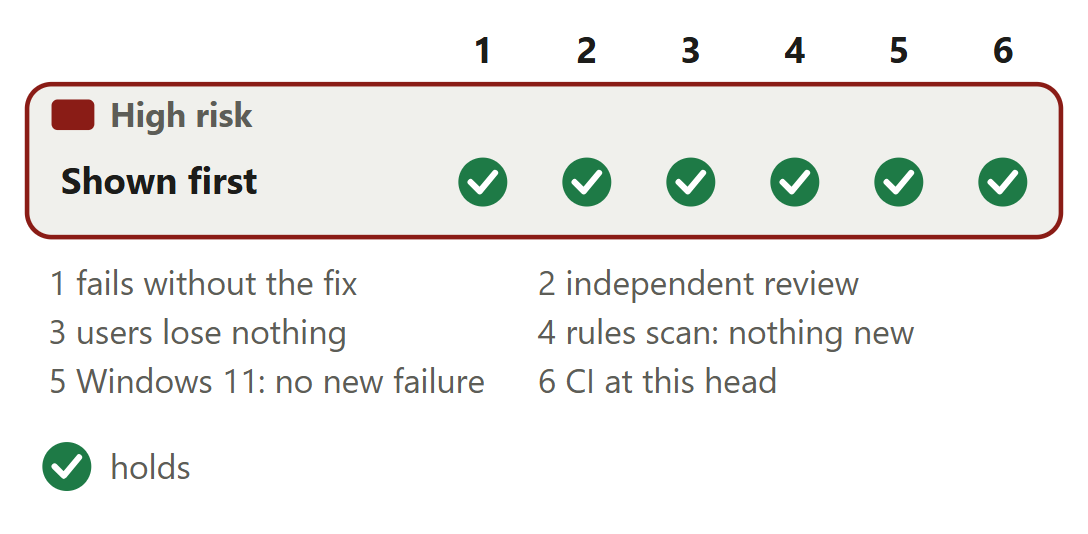 1 2 3 4 5 6
High risk
Shown first
1 fails without the fix 2 independent review
3 users lose nothing 4 rules scan: nothing new
5 Windows 11: no new failure 6 CI at this head
holds